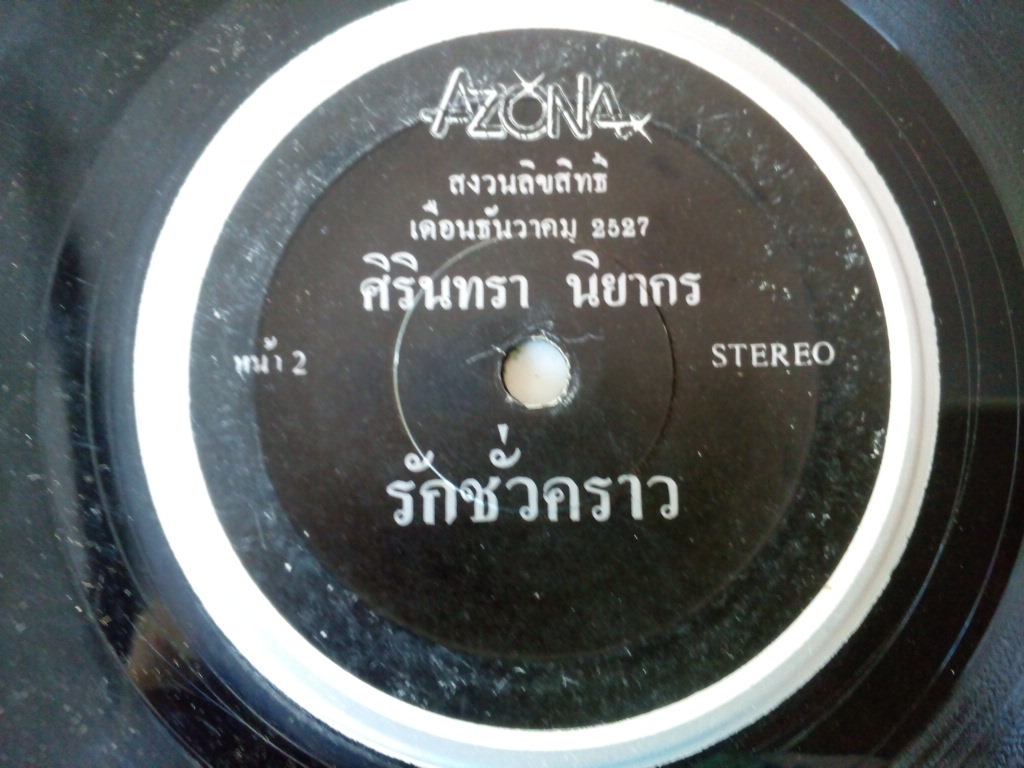 AZONA
สงวนลิขสิทธิ์
เดือนธันวาคม 2527
ศิรินทรา นิยากร
หน้า 2
STEREO
รักชั่วคราว